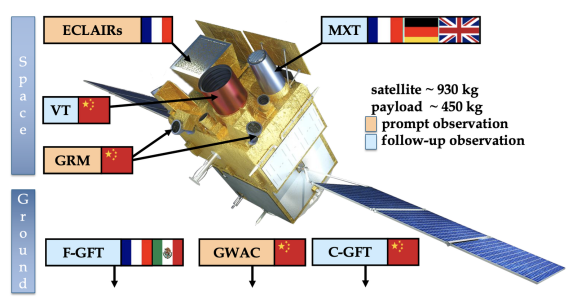 Space
ECLAIRs
MXT
satellite ~ 930 kg
payload ~ 450 kg
prompt observation
follow-up observation
VT
GRM
Ground
F-GFT
GWAC
C-GFT